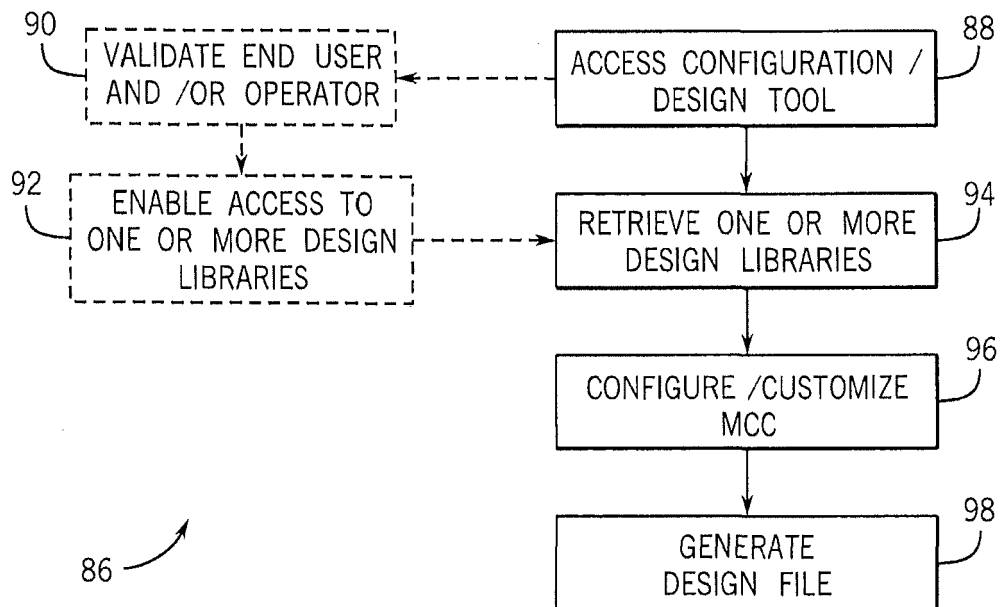 90
VALIDATE END USER
AND /OR OPERATOR
ACCESS CONFIGURATION /
DESIGN TOOL
88
92
ENABLE ACCESS TO
ONE OR MORE DESIGN
LIBRARIES
RETRIEVE ONE OR MORE
DESIGN LIBRARIES
94
CONFIGURE /CUSTOMIZE
MCC
96
GENERATE
DESIGN FILE
98
86